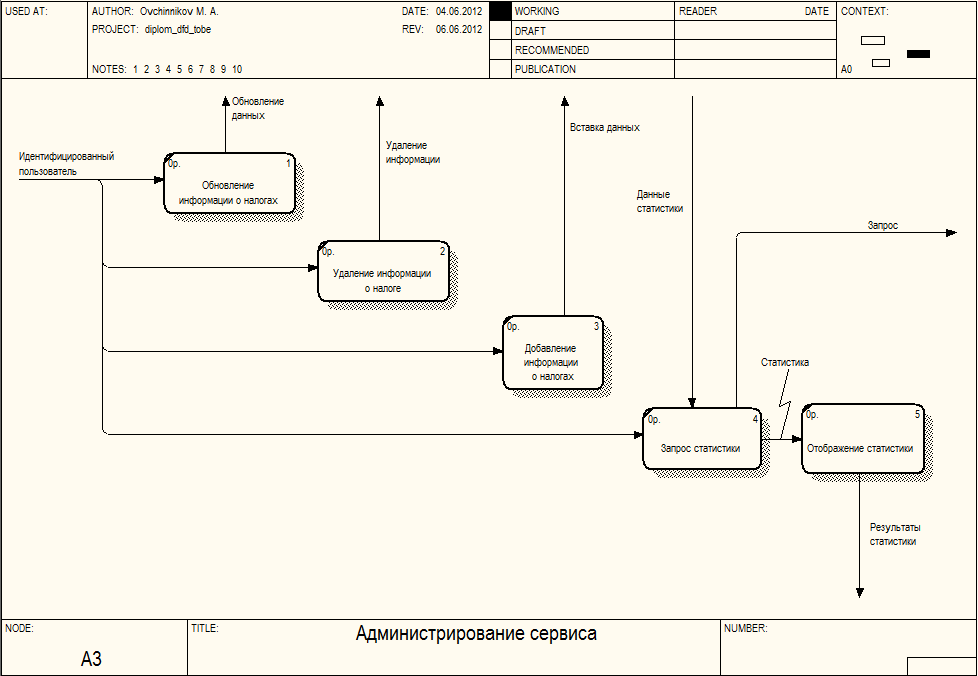 USED AT:
AUTHOR: Ovchinnikov M. A.
DATE: 04.06.2012
WORKING
READER
DATE
CONTEXT:
PROJECT: diplom_dfd_tobe
REV: 06.06.2012
DRAFT
RECOMMENDED
NOTES: 1 2 3 4 5 6 7 8 9 10
PUBLICATION
A0
Обновление
данных
Вставка данных
Удаление
информации
Идентифицированный
пользователь
0р.
1
Обновление
информации о налогах
Данные
статистики
Запрос
0р.
2
Удаление информации
о налоге
0р.
3
Добавление
информации
о налогах
Статистика
0р.
4
Запрос статистики
0р.
5
Отображение статистики
Результаты
статистики
NODE:
A3
TITLE:
Администрирование сервиса
NUMBER: